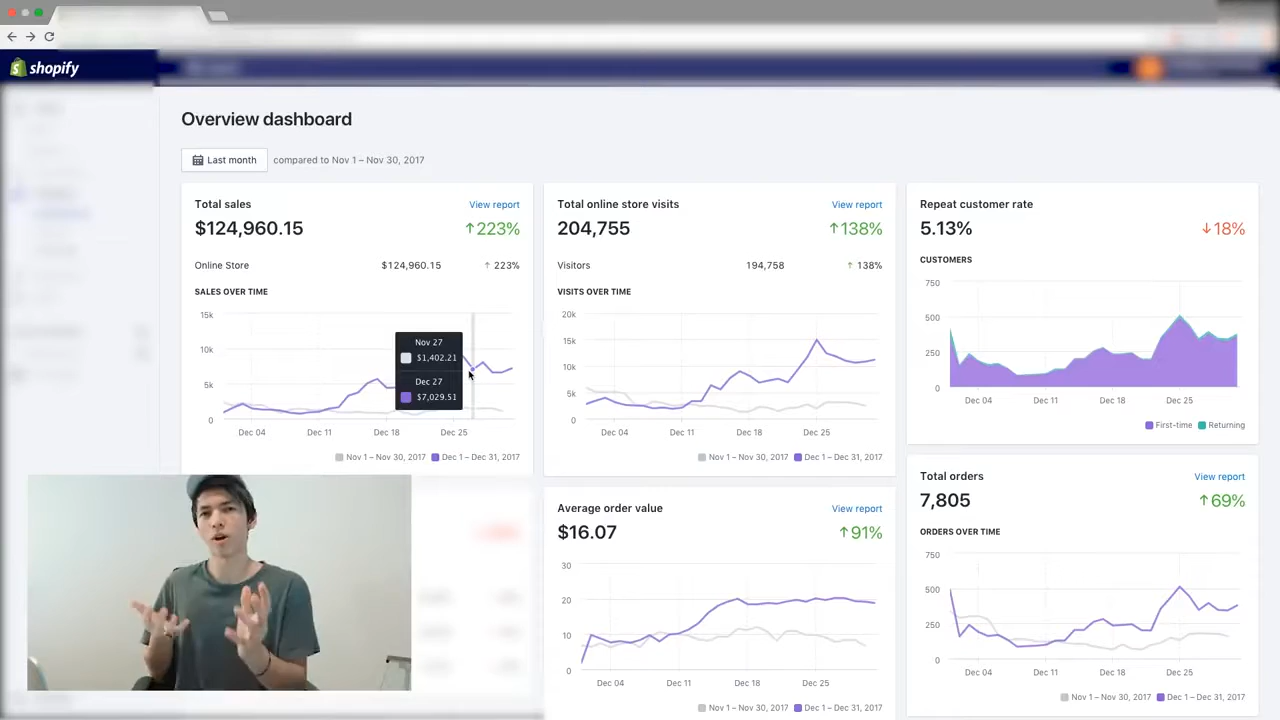 shopify
Overview dashboard
Last month compared to Nov 1 – Nov 30, 2017
Total sales View report
$124,960.15 ↑223%
Online Store $124,960.15 ↑ 223%
SALES OVER TIME
15k
10k
5k
0
Nov 27
$1,402.21
Dec 27
$7,029.51
Dec 04 Dec 11 Dec 18 Dec 25
Nov 1 – Nov 30, 2017 Dec 1 – Dec 31, 2017
Total online store visits View report
204,755 ↑138%
Visitors 194,758 ↑ 138%
VISITS OVER TIME
20k
15k
10k
5k
0
Dec 04 Dec 11 Dec 18 Dec 25
Nov 1 – Nov 30, 2017 Dec 1 – Dec 31, 2017
Repeat customer rate
5.13% ↓18%
CUSTOMERS
750
500
250
0
Dec 04 Dec 11 Dec 18 Dec 25
First-time Returning
Average order value View report
$16.07 ↑91%
30
20
10
0
Dec 04 Dec 11 Dec 18 Dec 25
Nov 1 – Nov 30, 2017 Dec 1 – Dec 31, 2017
Total orders View report
7,805 ↑69%
ORDERS OVER TIME
750
500
250
0
Dec 04 Dec 11 Dec 18 Dec 25
Nov 1 – Nov 30, 2017 Dec 1 – Dec 31, 2017